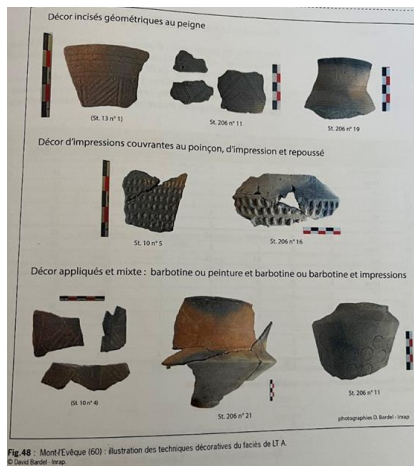 Décor incisés géométriques au peigne
(St. 13 n° 1)
St. 206 n° 11
St. 206 n° 19
Décor d'impressions couvrantes au poinçon, d'impression et repoussé
St. 10 n° 5
St. 206 n° 16
Décor appliqués et mixte : barbotine ou peinture et barbotine ou barbotine et impressions
(St. 10 n° 4)
St. 206 n° 21
St. 206 n° 11
photographies D. Bardel - Inrap
Fig.48 : Mont-l'Evêque (60) : illustration des techniques décoratives du faciès de LT A.
© David Bardel - Inrap.